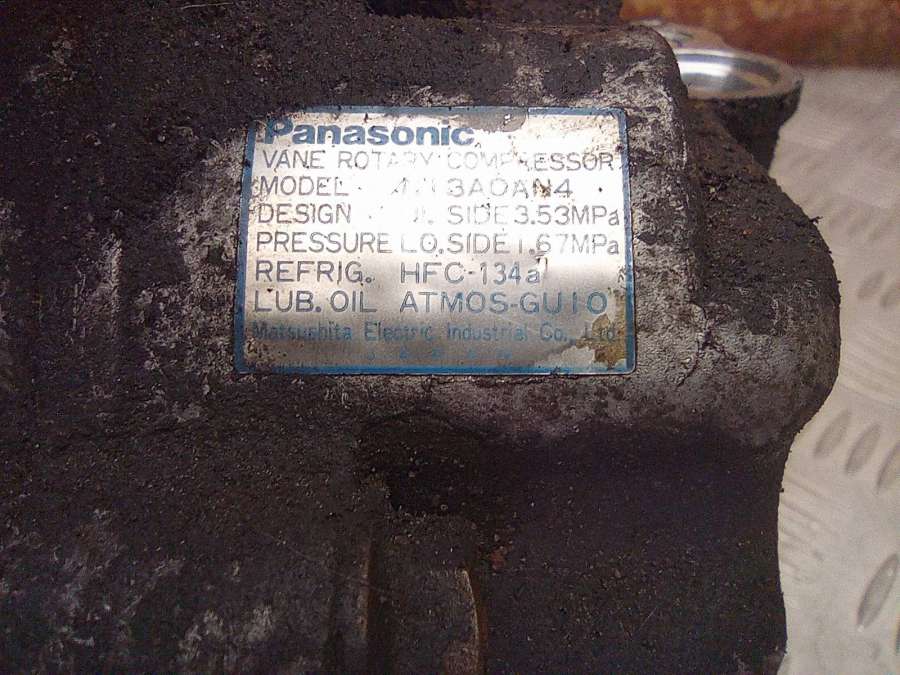 Panasonic
VANE ROTARY COMPRESSOR
MODEL
DESIGN SIDE 3.53MPa
PRESSURE LO. SIDE 1.67MPa
REFRIG. HFC-134a
LUB. OIL ATMOS-GU10
Matsushita Electric Industrial Co., Ltd.
JAPAN